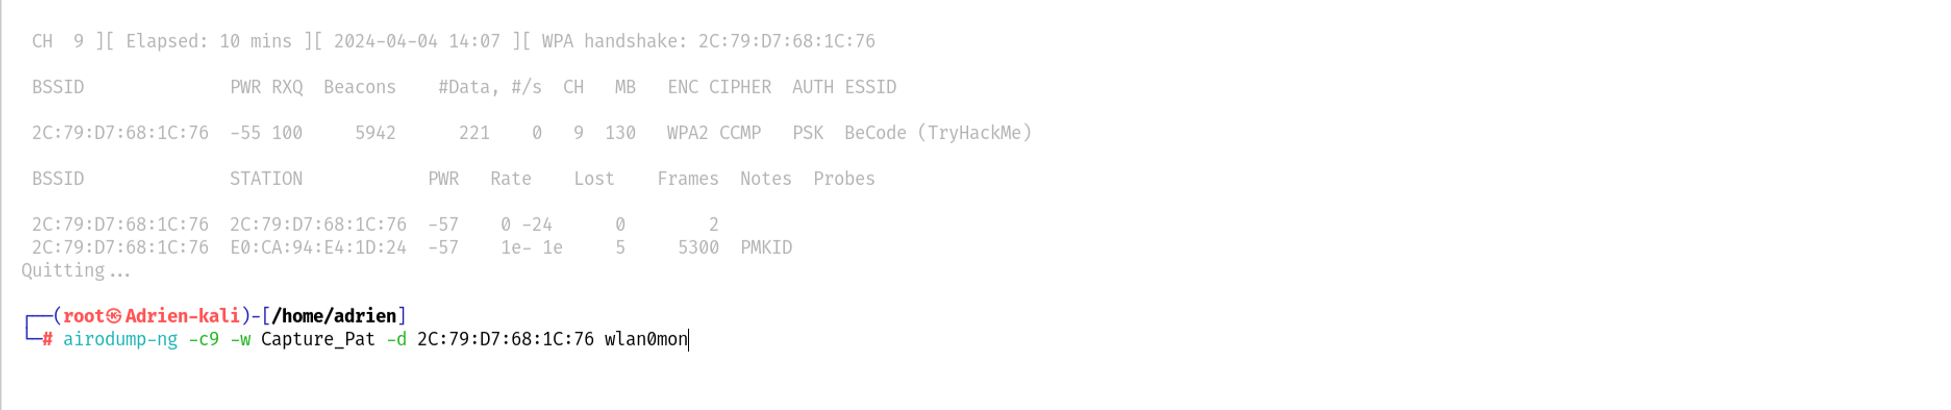 CH  9 ][ Elapsed: 10 mins ][ 2024-04-04 14:07 ][ WPA handshake: 2C:79:D7:68:1C:76
BSSID              PWR RXQ  Beacons    #Data, #/s  CH   MB   ENC CIPHER  AUTH ESSID
2C:79:D7:68:1C:76  -55 100     5942      221    0   9  130   WPA2 CCMP   PSK  BeCode (TryHackMe)
BSSID              STATION            PWR   Rate    Lost    Frames  Notes  Probes
2C:79:D7:68:1C:76  2C:79:D7:68:1C:76  -57    0 -24      0        2
2C:79:D7:68:1C:76  E0:CA:94:E4:1D:24  -57    1e- 1e     5     5300  PMKID
Quitting...
┌──(root㉿Adrien-kali)-[/home/adrien]
└─# airodump-ng -c9 -w Capture_Pat -d 2C:79:D7:68:1C:76 wlan0mon